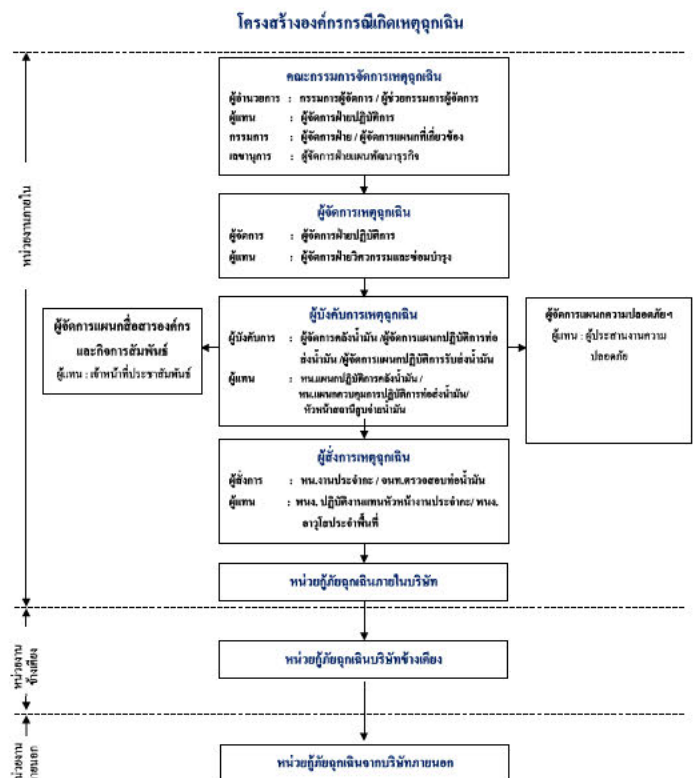 โครงสร้างองค์กรกรณีเกิดเหตุฉุกเฉิน
คณะกรรมการจัดการเหตุฉุกเฉิน
ผู้อำนวยการ : กรรมการผู้จัดการ / ผู้ช่วยกรรมการผู้จัดการ
ผู้แทน : ผู้จัดการฝ่ายปฏิบัติการ
กรรมการ : ผู้จัดการฝ่าย / ผู้จัดการแผนกที่เกี่ยวข้อง
เลขานุการ : ผู้จัดการฝ่ายแผนพัฒนาธุรกิจ
หน่วยงานภายใน
ผู้จัดการเหตุฉุกเฉิน
ผู้จัดการ : ผู้จัดการฝ่ายปฏิบัติการ
ผู้แทน : ผู้จัดการฝ่ายวิศวกรรมและซ่อมบำรุง
ผู้จัดการแผนกสื่อสารองค์กร
และกิจการสัมพันธ์
ผู้แทน : เจ้าหน้าที่ประชาสัมพันธ์
ผู้บังคับการเหตุฉุกเฉิน
ผู้บังคับการ : ผู้จัดการคลังน้ำมัน /ผู้จัดการแผนกปฏิบัติการท่อ
ส่งน้ำมัน /ผู้จัดการแผนกปฏิบัติการรับส่งน้ำมัน
ผู้แทน : หน.แผนกปฏิบัติการคลังน้ำมัน /
หน.แผนกควบคุมการปฏิบัติการท่อส่งน้ำมัน/
หัวหน้าสถานีสูบจ่ายน้ำมัน
ผู้จัดการแผนกความปลอดภัยฯ
ผู้แทน : ผู้ประสานงานความ
ปลอดภัย
ผู้สั่งการเหตุฉุกเฉิน
ผู้สั่งการ : หน.งานประจำกะ / จนท.ตรวจสอบท่อน้ำมัน
ผู้แทน : พนง. ปฏิบัติงานแทนหัวหน้างานประจำกะ/ พนง.
อาวุโสประจำพื้นที่
หน่วยกู้ภัยฉุกเฉินภายในบริษัท
หน่วยงาน
ข้างเคียง
หน่วยกู้ภัยฉุกเฉินบริษัทข้างเคียง
หน่วยงาน
ภายนอก
หน่วยกู้ภัยฉุกเฉินจากบริษัทภายนอก